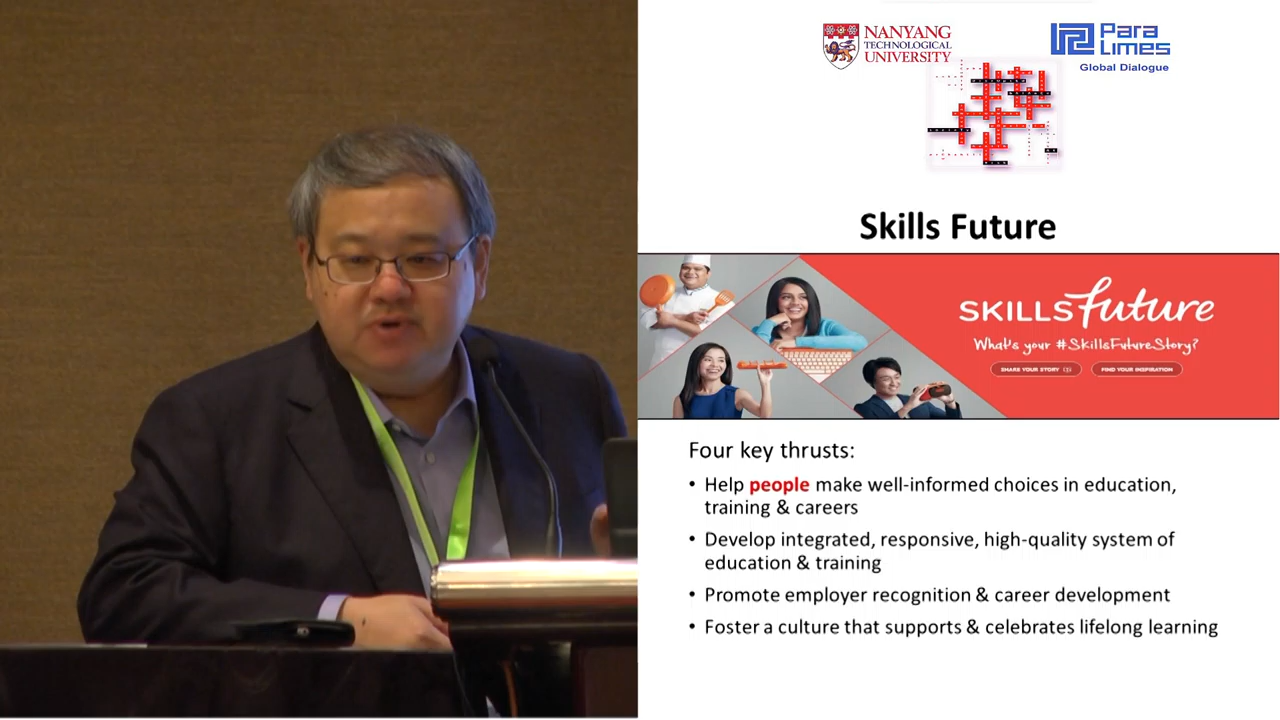 NANYANG
TECHNOLOGICAL
UNIVERSITY
Para
Limes
Global Dialogue
Skills Future
SKILLSfuture
What's your #SkillsFutureStory?
SHARE YOUR STORY
FIND YOUR INSPIRATION
Four key thrusts:
• Help people make well-informed choices in education,
training & careers
• Develop integrated, responsive, high-quality system of
education & training
• Promote employer recognition & career development
• Foster a culture that supports & celebrates lifelong learning